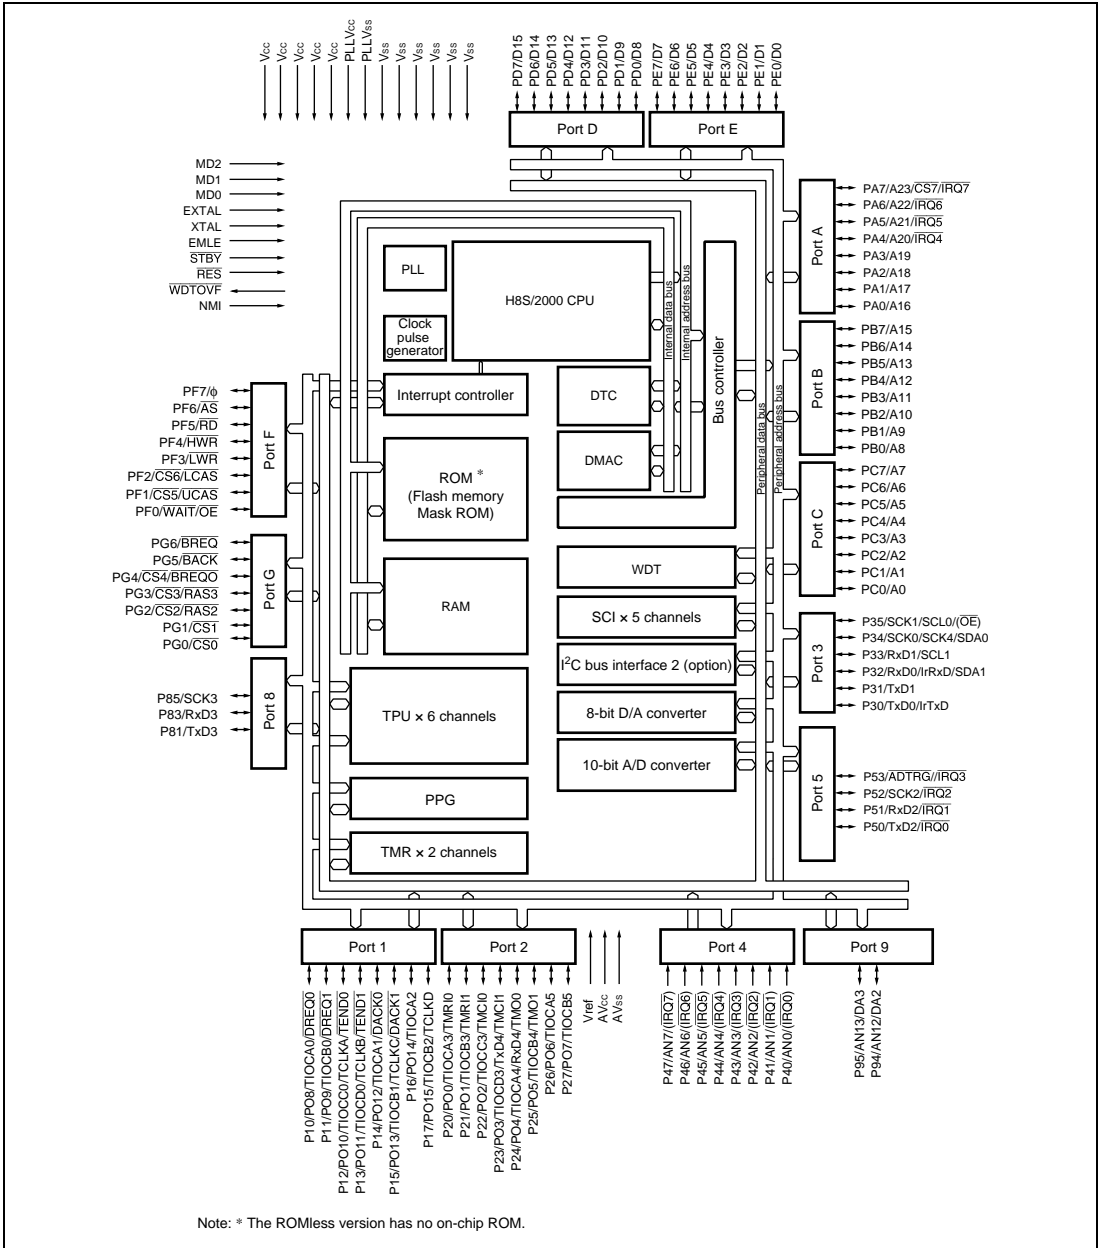 Vcc
Vcc
Vcc
Vcc
Vcc
PLLVcc
PLLVss
Vss
Vss
Vss
Vss
Vss
Vss
PD7/D15
PD6/D14
PD5/D13
PD4/D12
PD3/D11
PD2/D10
PD1/D9
PD0/D8
PE7/D7
PE6/D6
PE5/D5
PE4/D4
PE3/D3
PE2/D2
PE1/D1
PE0/D0
Port D
Port E
MD2
MD1
MD0
EXTAL
XTAL
EMLE
STBY
RES
WDTOVF
NMI
PLL
H8S/2000 CPU
Clock
pulse
generator
Interrupt controller
Internal data bus
Internal address bus
Bus controller
DTC
DMAC
ROM *
(Flash memory
Mask ROM)
RAM
Peripheral data bus
Peripheral address bus
WDT
SCI × 5 channels
I2C bus interface 2 (option)
8-bit D/A converter
10-bit A/D converter
TPU × 6 channels
PPG
TMR × 2 channels
Port A
PA7/A23/CS7/IRQ7
PA6/A22/IRQ6
PA5/A21/IRQ5
PA4/A20/IRQ4
PA3/A19
PA2/A18
PA1/A17
PA0/A16
Port B
PB7/A15
PB6/A14
PB5/A13
PB4/A12
PB3/A11
PB2/A10
PB1/A9
PB0/A8
Port C
PC7/A7
PC6/A6
PC5/A5
PC4/A4
PC3/A3
PC2/A2
PC1/A1
PC0/A0
Port 3
P35/SCK1/SCL0/(OE)
P34/SCK0/SCK4/SDA0
P33/RxD1/SCL1
P32/RxD0/IrRxD/SDA1
P31/TxD1
P30/TxD0/IrTxD
Port 5
P53/ADTRG//IRQ3
P52/SCK2/IRQ2
P51/RxD2/IRQ1
P50/TxD2/IRQ0
PF7/ϕ
PF6/AS
PF5/RD
PF4/HWR
PF3/LWR
PF2/CS6/LCAS
PF1/CS5/UCAS
PF0/WAIT/OE
Port F
PG6/BREQ
PG5/BACK
PG4/CS4/BREQO
PG3/CS3/RAS3
PG2/CS2/RAS2
PG1/CS1
PG0/CS0
Port G
P85/SCK3
P83/RxD3
P81/TxD3
Port 8
Port 1
Port 2
Port 4
Port 9
P10/PO8/TIOCA0/DREQ0
P11/PO9/TIOCB0/DREQ1
P12/PO10/TIOCC0/TCLKA/TEND0
P13/PO11/TIOCD0/TCLKB/TEND1
P14/PO12/TIOCA1/DACK0
P15/PO13/TIOCB1/TCLKC/DACK1
P16/PO14/TIOCA2
P17/PO15/TIOCB2/TCLKD
P20/PO0/TIOCA3/TMRI0
P21/PO1/TIOCB3/TMRI1
P22/PO2/TIOCC3/TMCI0
P23/PO3/TIOCD3/TxD4/TMCI1
P24/PO4/TIOCA4/RxD4/TMO0
P25/PO5/TIOCB4/TMO1
P26/PO6/TIOCA5
P27/PO7/TIOCB5
Vref
AVcc
AVss
P47/AN7/(IRQ7)
P46/AN6/(IRQ6)
P45/AN5/(IRQ5)
P44/AN4/(IRQ4)
P43/AN3/(IRQ3)
P42/AN2/(IRQ2)
P41/AN1/(IRQ1)
P40/AN0/(IRQ0)
P95/AN13/DA3
P94/AN12/DA2
Note: * The ROMless version has no on-chip ROM.